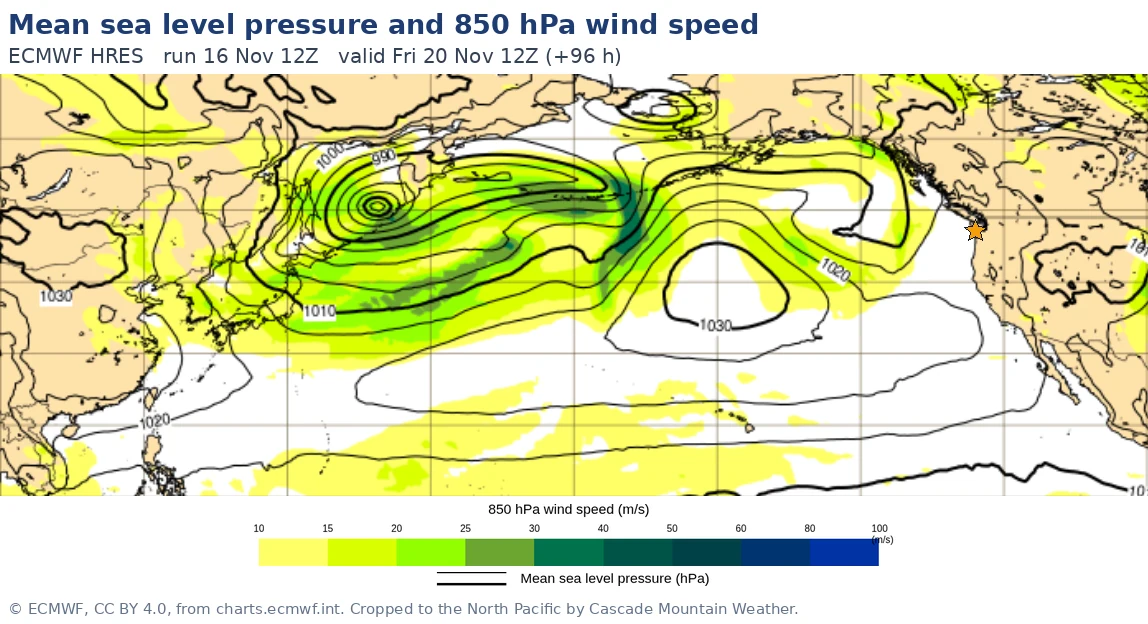 Mean sea level pressure and 850 hPa wind speed
ECMWF HRES run 16 Nov 12Z valid Fri 20 Nov 12Z (+96 h)
1000
990
1020
1030
1010
1030
1020
850 hPa wind speed (m/s)
10 15 20 25 30 40 50 60 80 100
(m/s)
Mean sea level pressure (hPa)
© ECMWF, CC BY 4.0, from charts.ecmwf.int. Cropped to the North Pacific by Cascade Mountain Weather.